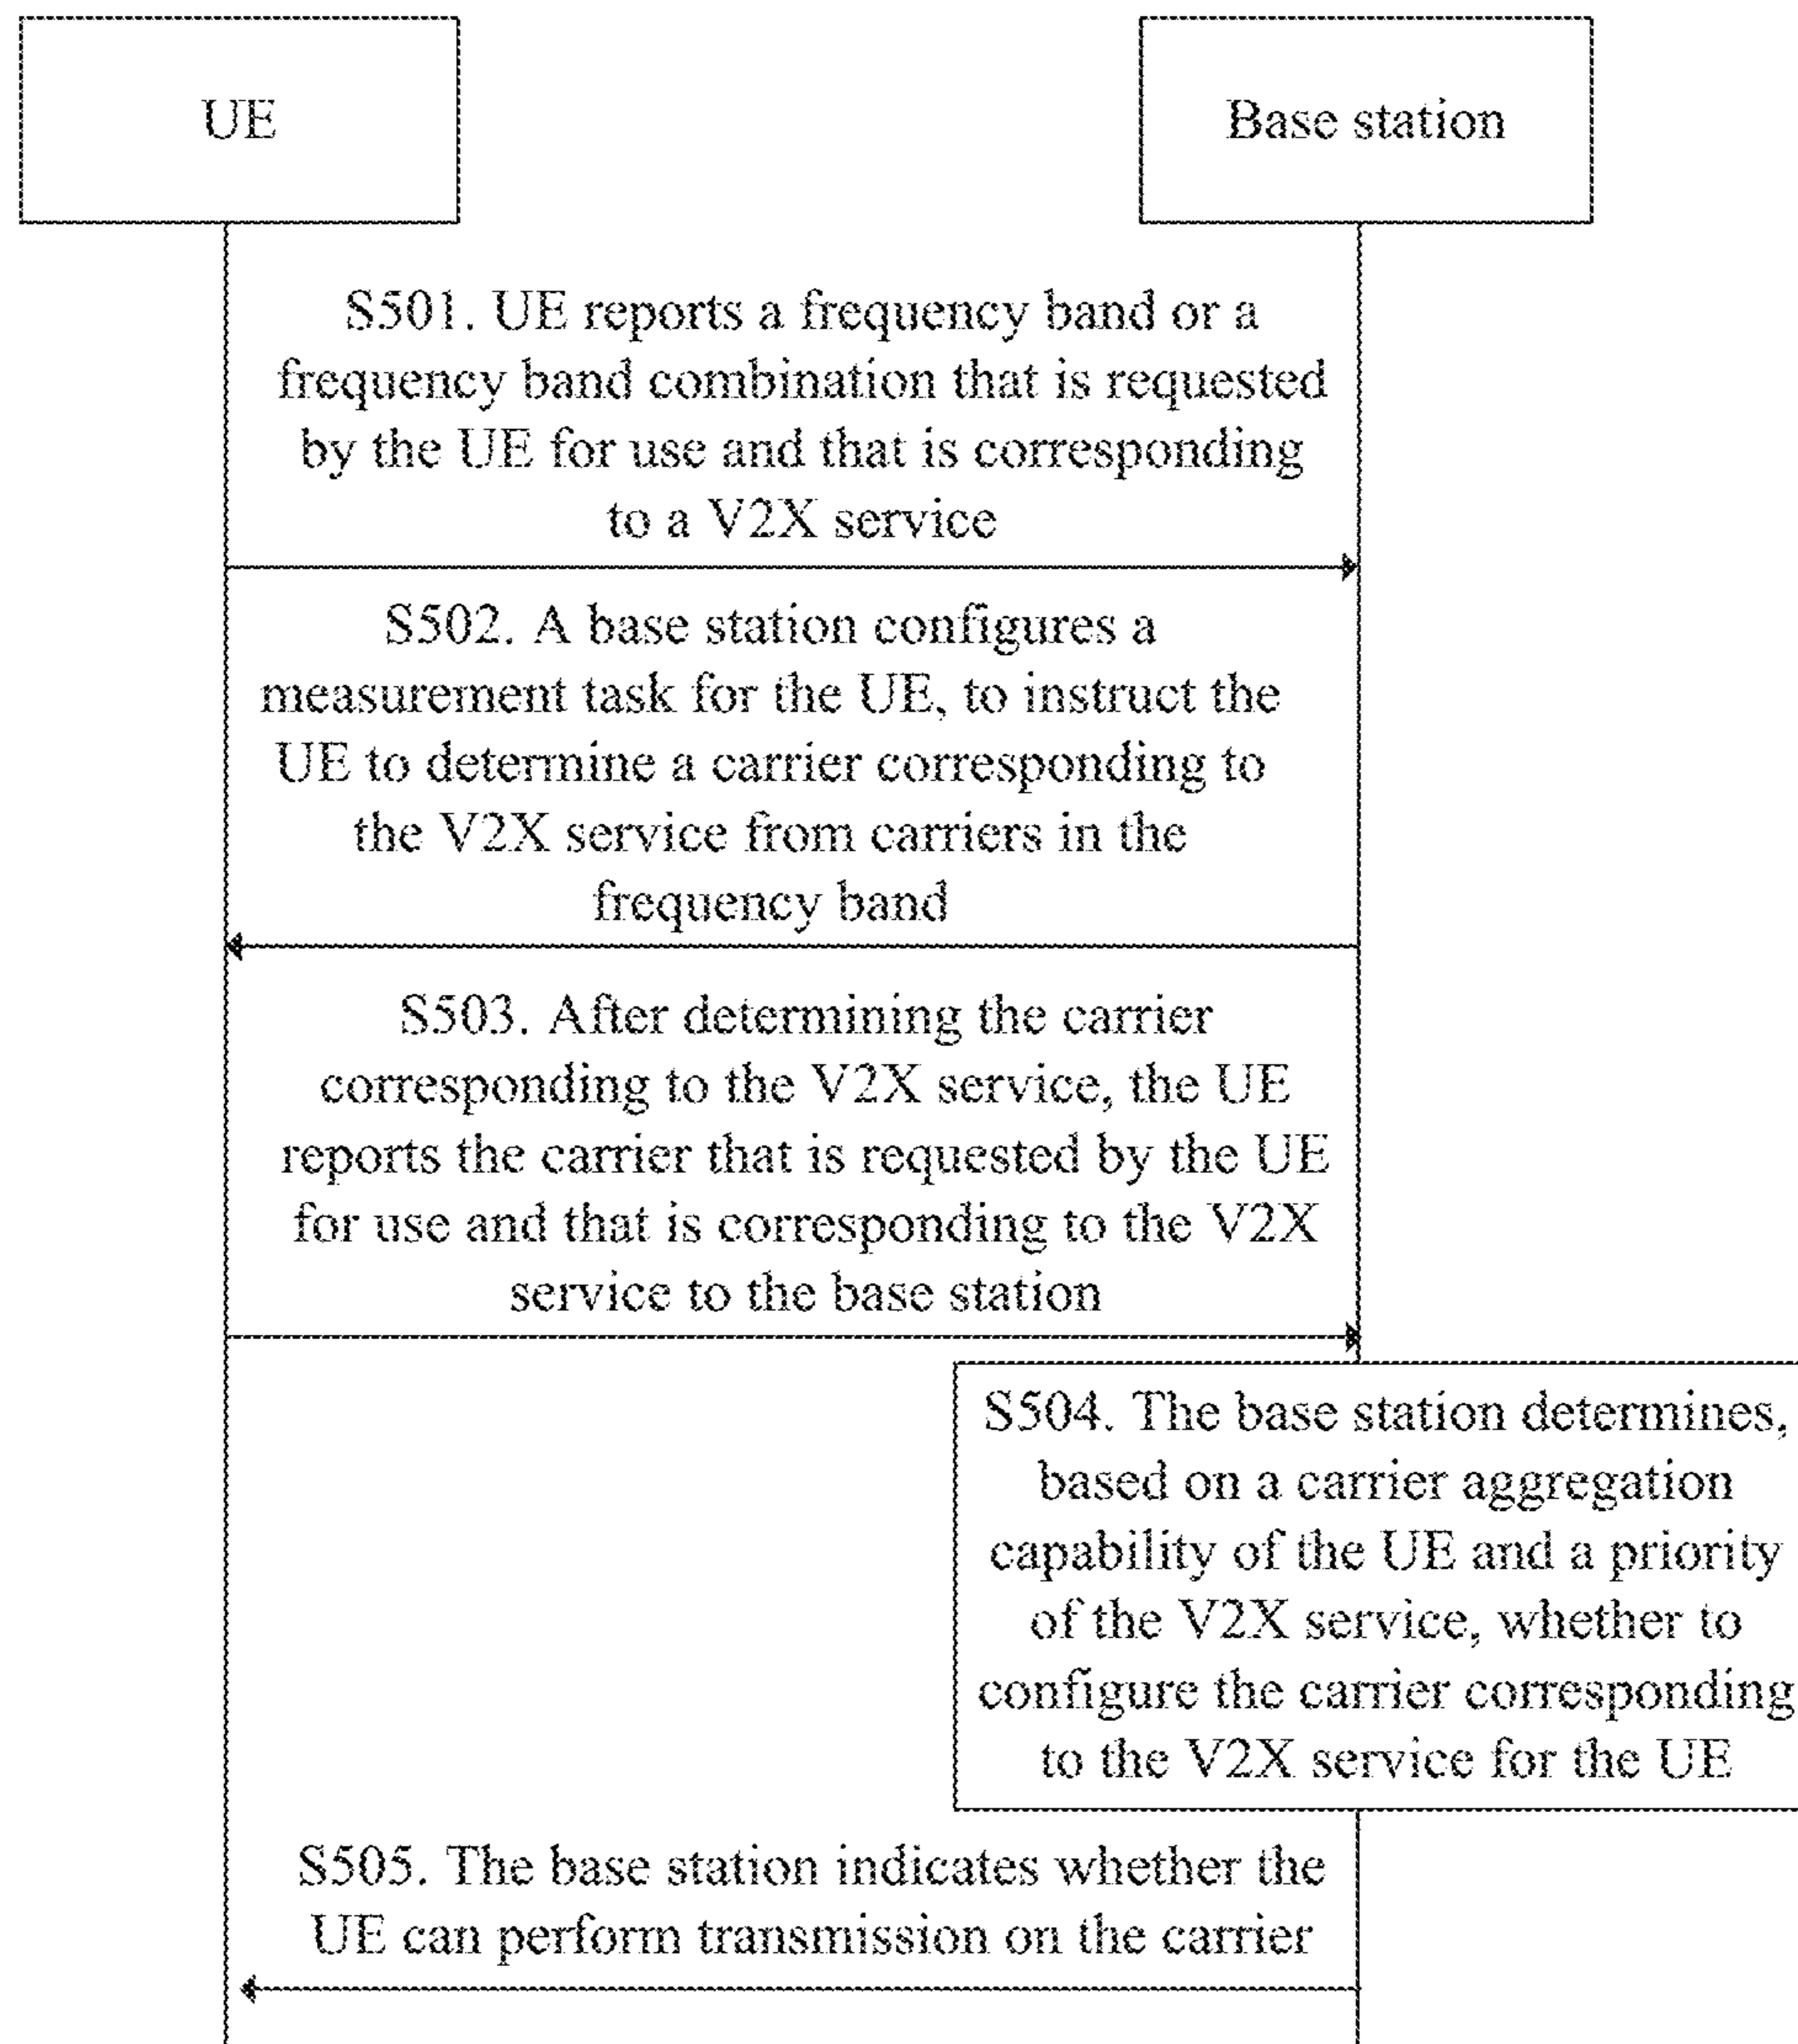 UE
Base station
S501. UE reports a frequency band or a
frequency band combination that is requested
by the UE for use and that is corresponding
to a V2X service
S502. A base station configures a
measurement task for the UE, to instruct the
UE to determine a carrier corresponding to
the V2X service from carriers in the
frequency band
S503. After determining the carrier
corresponding to the V2X service, the UE
reports the carrier that is requested by the UE
for use and that is corresponding to the V2X
service to the base station
S504. The base station determines,
based on a carrier aggregation
capability of the UE and a priority
of the V2X service, whether to
configure the carrier corresponding
to the V2X service for the UE
S505. The base station indicates whether the
UE can perform transmission on the carrier